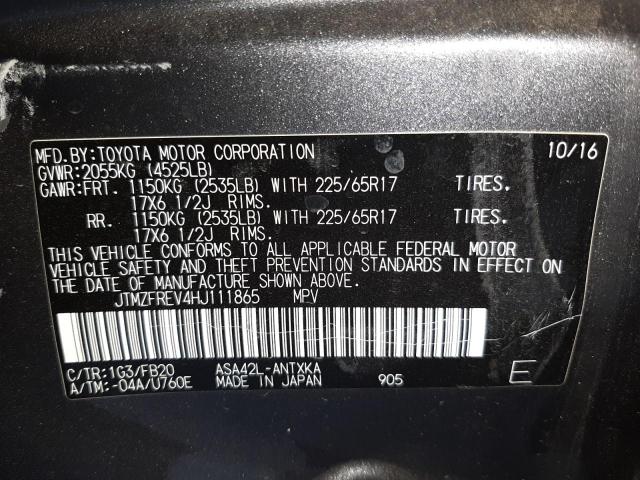 MFD.BY:TOYOTA MOTOR CORPORATION 10/16
GVWR:2055KG (4525LB)
GAWR:FRT. 1150KG (2535LB) WITH 225/65R17 TIRES.
17X6 1/2J RIMS.
RR. 1150KG (2535LB) WITH 225/65R17 TIRES.
17X6 1/2J RIMS.
THIS VEHICLE CONFORMS TO ALL APPLICABLE FEDERAL MOTOR
VEHICLE SAFETY AND THEFT PREVENTION STANDARDS IN EFFECT ON
THE DATE OF MANUFACTURE SHOWN ABOVE.
JTMZFREV4HJ111865 MPV
C/TR:1G3/FB20 ASA42L-ANTXKA
A/TM:-04A/U760E MADE IN JAPAN 905 E